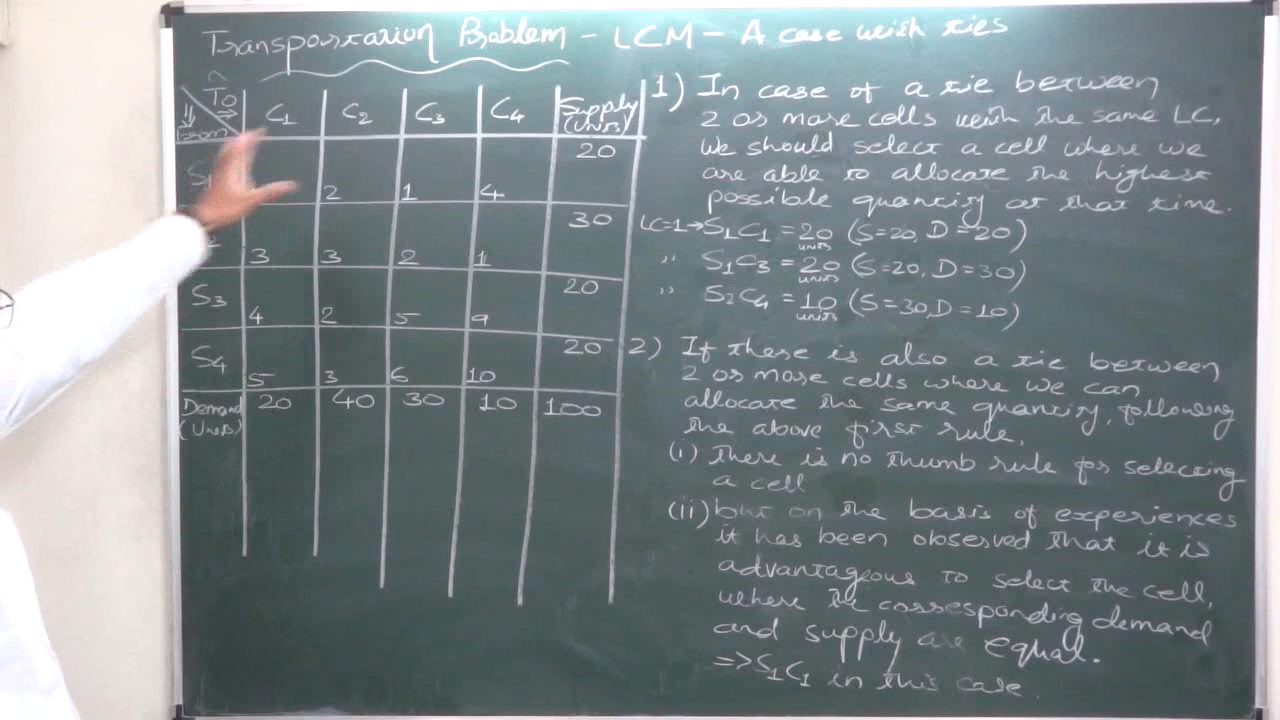 Transportation Problem - LCM - A case with ties
To
From
C1 C2 C3 C4 Supply (Units)
20
2 1 4
30
3 3 2 1
S3 20
4 2 5 9
S4 20
5 3 6 10
Demand (Units) 20 40 30 10 100
1) In case of a tie between
2 or more cells with the same LC,
we should select a cell where we
are able to allocate the highest
possible quantity at that time.
LC=1→S1C1 = 20 units (S=20, D=20)
" S1C3 = 20 units (S=20, D=30)
" S2C4 = 10 units (S=30, D=10)
2) If there is also a tie between
2 or more cells where we can
allocate the same quantity, following
the above first rule,
(i) there is no thumb rule for selecting
a cell
(ii) but on the basis of experiences
it has been observed that it is
advantageous to select the cell,
where the corresponding demand
and supply are equal.
=> S1C1 in this case.